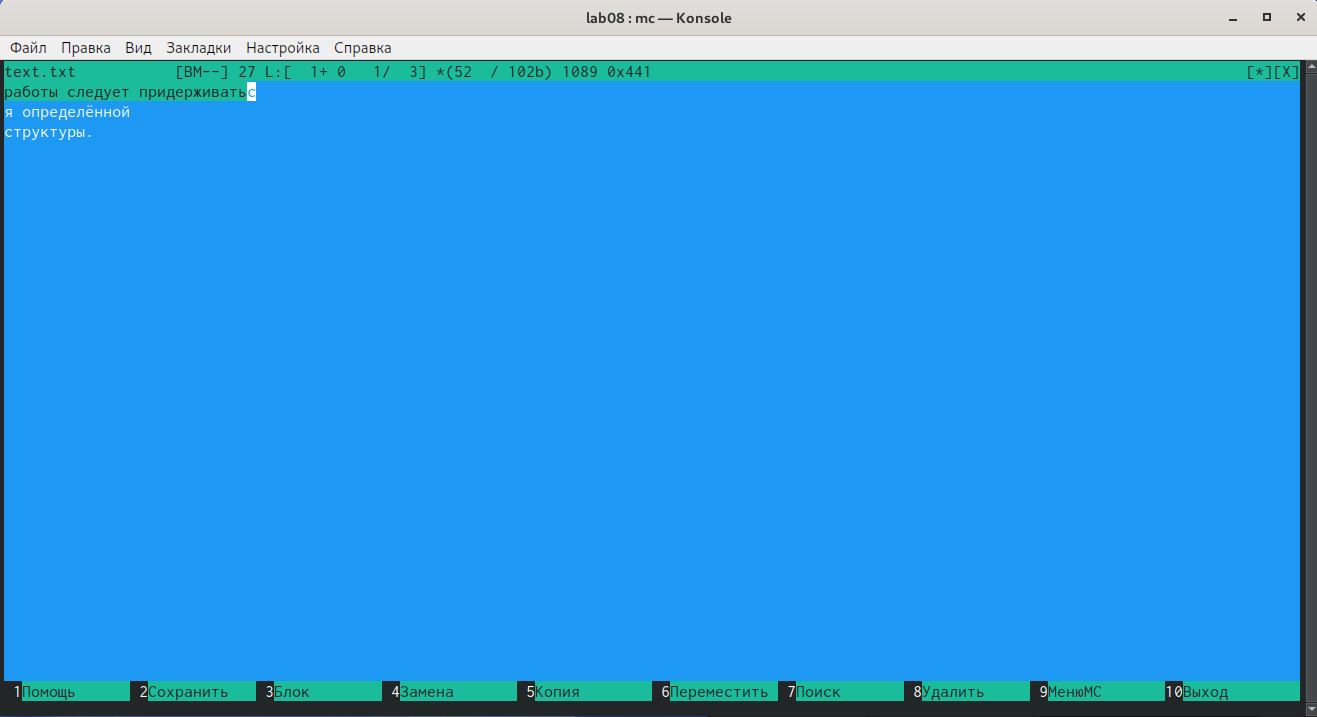 lab08 : mc — Konsole
Файл Правка Вид Закладки Настройка Справка
text.txt [BM--] 27 L:[ 1+ 0 1/ 3] *(52 / 102b) 1089 0x441 [*][X]
работы следует придерживатьс
я определённой
структуры.
1Помощь 2Сохранить 3Блок 4Замена 5Копия 6Переместить 7Поиск 8Удалить 9МенюMC 10Выход